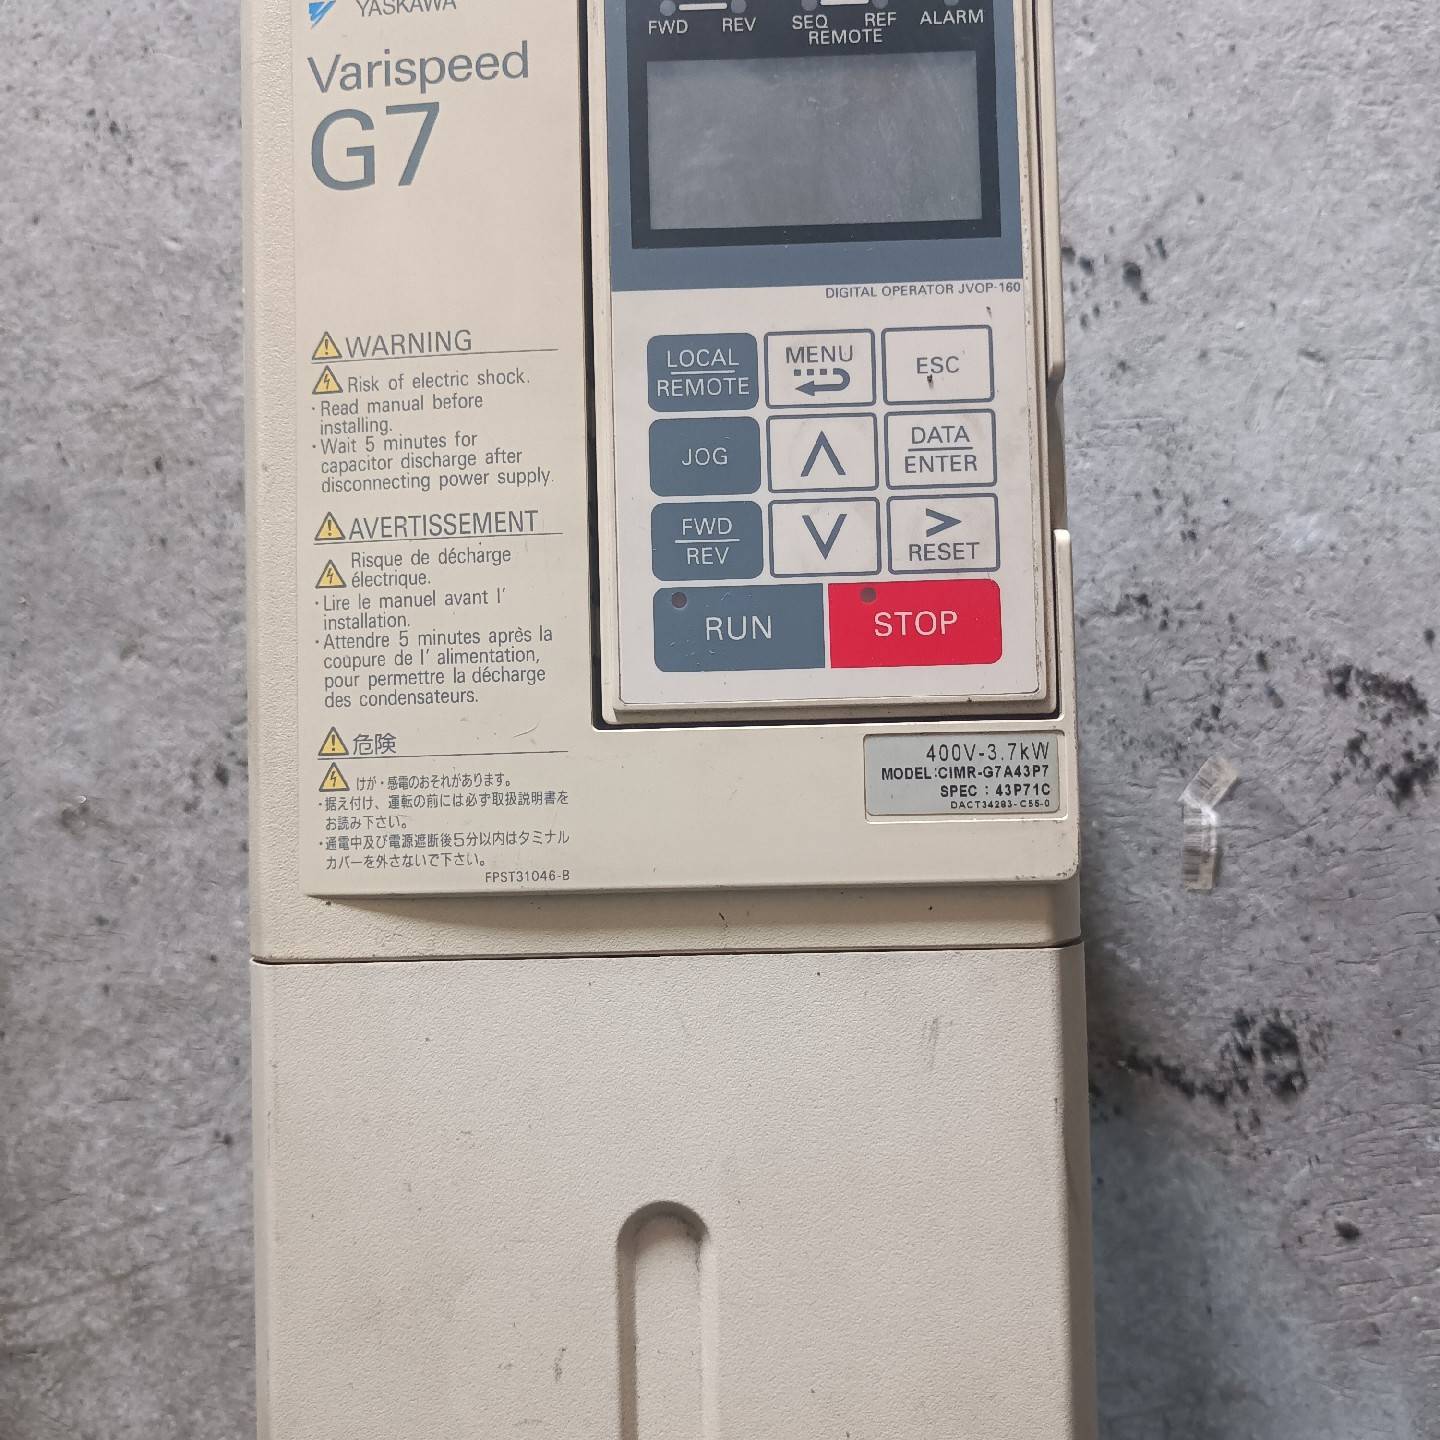 YASKAWA
Varispeed
G7
FWD REV SEQ REF ALARM
REMOTE
DIGITAL OPERATOR JVOP-160
WARNING
Risk of electric shock.
・Read manual before
installing.
・Wait 5 minutes for
capacitor discharge after
disconnecting power supply.
AVERTISSEMENT
Risque de décharge
électrique.
・Lire le manuel avant l'
installation.
・Attendre 5 minutes après la
coupure de l' alimentation,
pour permettre la décharge
des condensateurs.
危険
けが・感電のおそれがあります。
・据え付け、運転の前には必ず取扱説明書を
お読み下さい。
・通電中及び電源遮断後5分以内はタミナル
カバーを外さないで下さい。
FPST31046-B
LOCAL
REMOTE
MENU
ESC
JOG
∧
DATA
ENTER
FWD
REV
∨
>
RESET
RUN
STOP
400V-3.7kW
MODEL:CIMR-G7A43P7
SPEC : 43P71C
DACT34283-C55-0